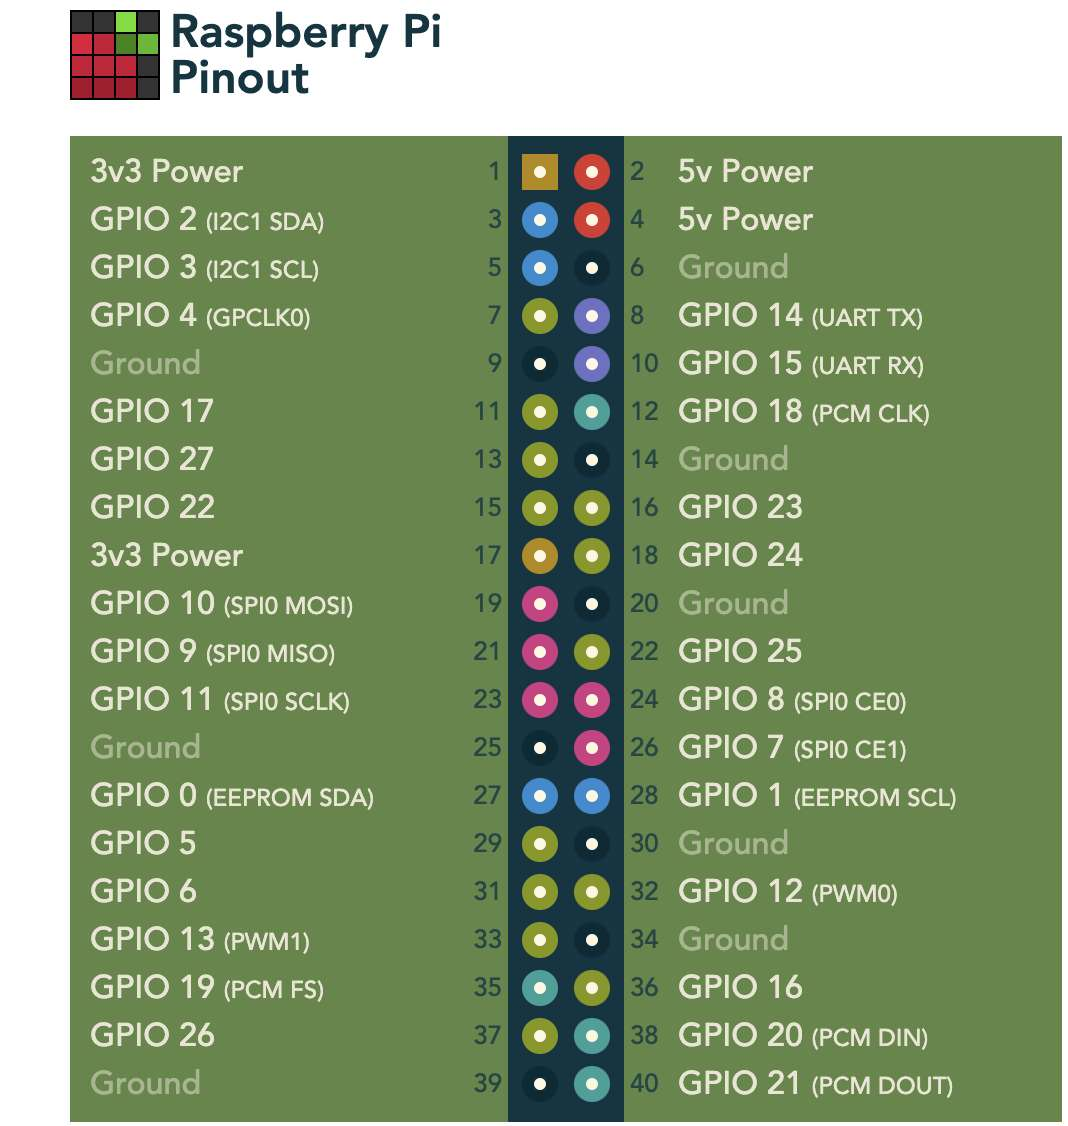 Raspberry Pi
Pinout
3v3 Power 1 2 5v Power
GPIO 2 (I2C1 SDA) 3 4 5v Power
GPIO 3 (I2C1 SCL) 5 6 Ground
GPIO 4 (GPCLK0) 7 8 GPIO 14 (UART TX)
Ground 9 10 GPIO 15 (UART RX)
GPIO 17 11 12 GPIO 18 (PCM CLK)
GPIO 27 13 14 Ground
GPIO 22 15 16 GPIO 23
3v3 Power 17 18 GPIO 24
GPIO 10 (SPI0 MOSI) 19 20 Ground
GPIO 9 (SPI0 MISO) 21 22 GPIO 25
GPIO 11 (SPI0 SCLK) 23 24 GPIO 8 (SPI0 CE0)
Ground 25 26 GPIO 7 (SPI0 CE1)
GPIO 0 (EEPROM SDA) 27 28 GPIO 1 (EEPROM SCL)
GPIO 5 29 30 Ground
GPIO 6 31 32 GPIO 12 (PWM0)
GPIO 13 (PWM1) 33 34 Ground
GPIO 19 (PCM FS) 35 36 GPIO 16
GPIO 26 37 38 GPIO 20 (PCM DIN)
Ground 39 40 GPIO 21 (PCM DOUT)